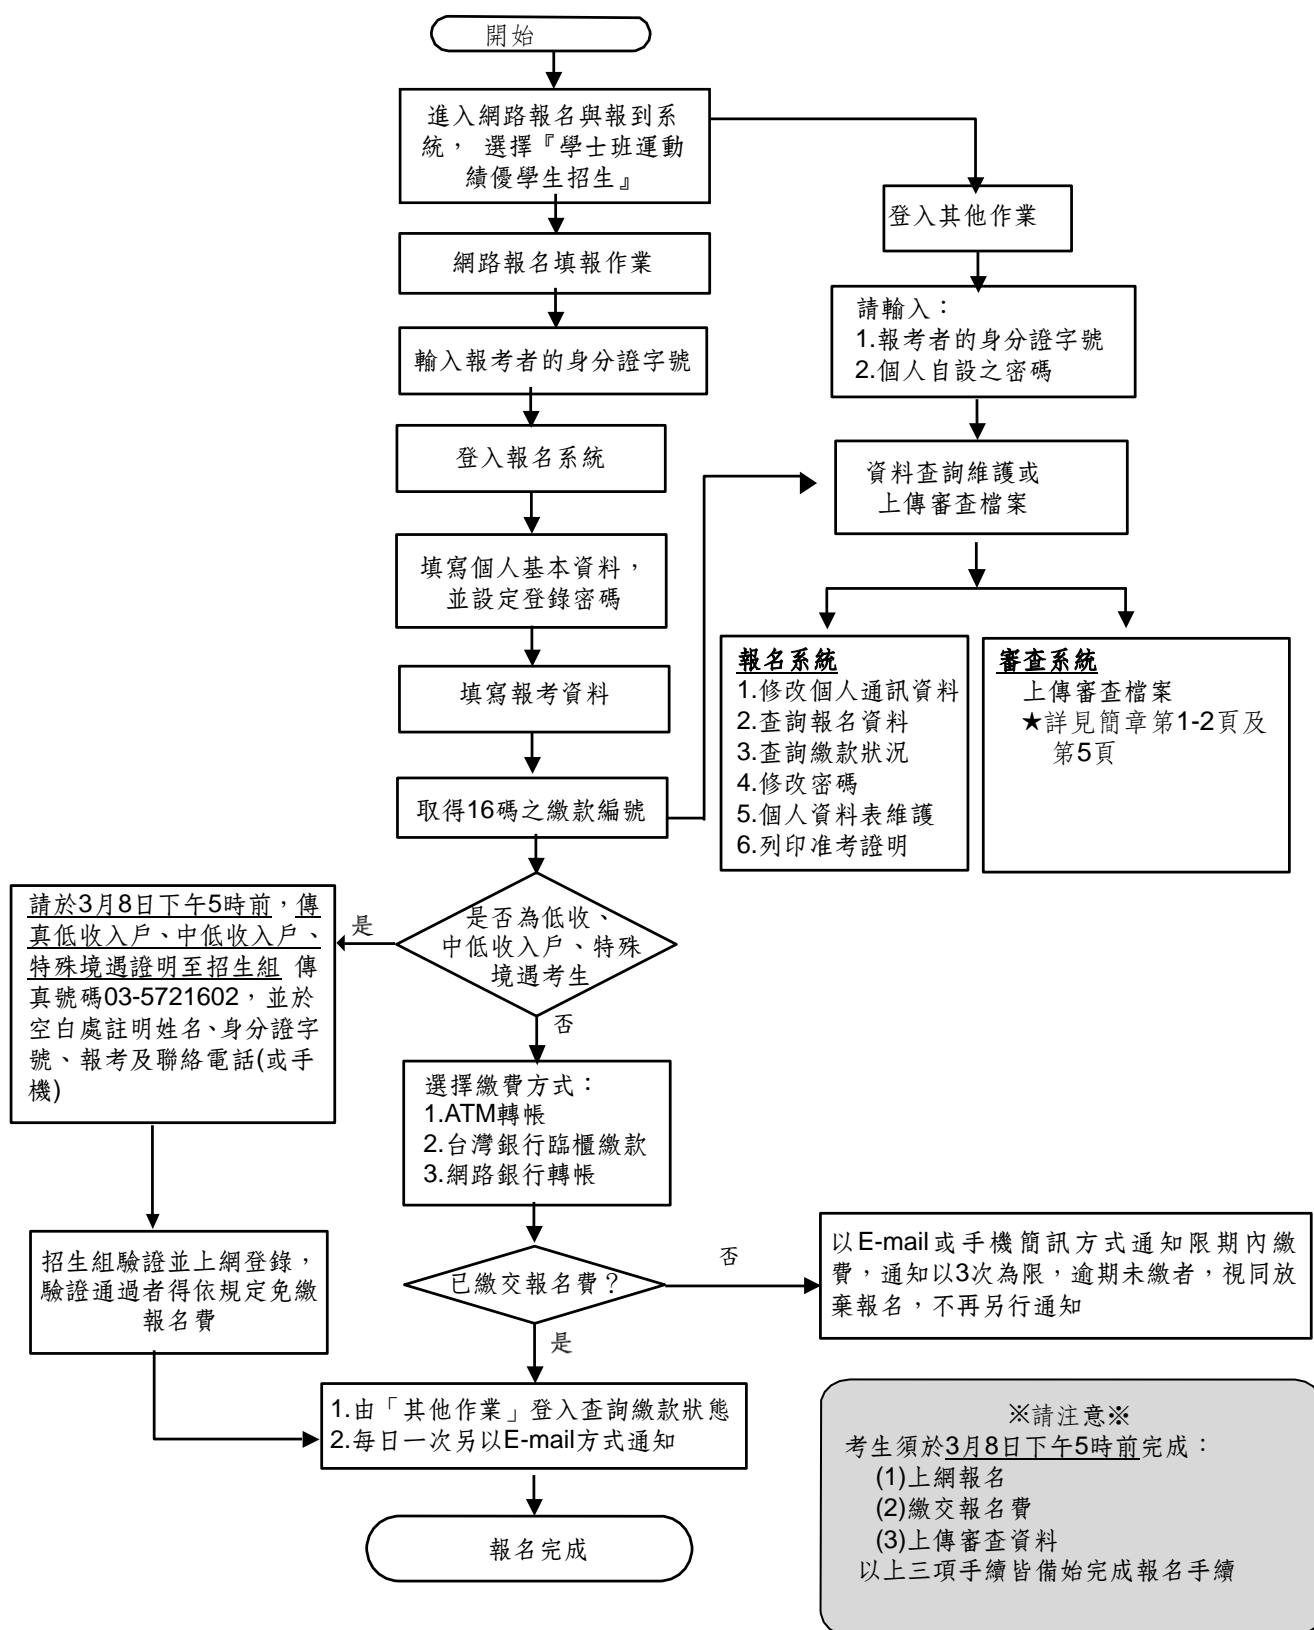 開始
進入網路報名與報到系
統， 選擇『學士班運動
績優學生招生』
登入其他作業
網路報名填報作業
請輸入：
1.報考者的身分證字號
2.個人自設之密碼
輸入報考者的身分證字號
登入報名系統
資料查詢維護或
上傳審查檔案
填寫個人基本資料，
並設定登錄密碼
填寫報考資料
報名系統
1.修改個人通訊資料
2.查詢報名資料
3.查詢繳款狀況
4.修改密碼
5.個人資料表維護
6.列印准考證明
審查系統
上傳審查檔案
★詳見簡章第1-2頁及
第5頁
取得16碼之繳款編號
是否為低收、
中低收入戶、特殊
境遇考生
是
請於3月8日下午5時前，傳
真低收入戶、中低收入戶、
特殊境遇證明至招生組 傳
真號碼03-5721602，並於
空白處註明姓名、身分證字
號、報考及聯絡電話(或手
機)
否
選擇繳費方式：
1.ATM轉帳
2.台灣銀行臨櫃繳款
3.網路銀行轉帳
招生組驗證並上網登錄，
驗證通過者得依規定免繳
報名費
已繳交報名費？
否
以E-mail或手機簡訊方式通知限期內繳
費，通知以3次為限，逾期未繳者，視同放
棄報名，不再另行通知
是
1.由「其他作業」登入查詢繳款狀態
2.每日一次另以E-mail方式通知
報名完成
※請注意※
考生須於3月8日下午5時前完成：
(1)上網報名
(2)繳交報名費
(3)上傳審查資料
以上三項手續皆備始完成報名手續